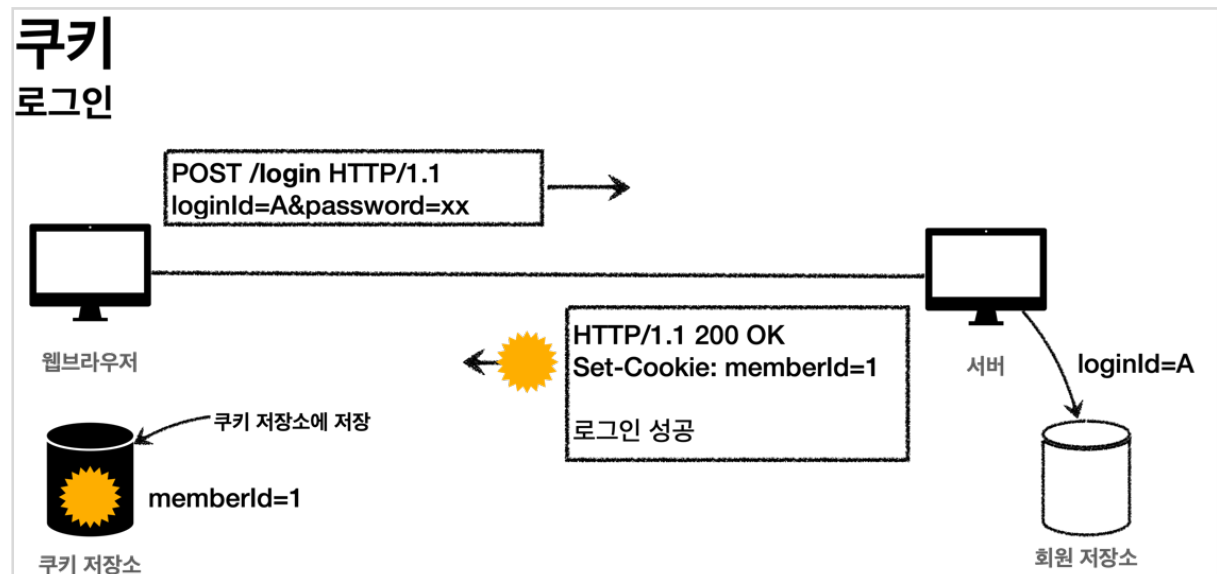 쿠키
로그인
POST /login HTTP/1.1
loginId=A&password=xx
웹브라우저
HTTP/1.1 200 OK
Set-Cookie: memberId=1
로그인 성공
서버
loginId=A
쿠키 저장소에 저장
memberId=1
쿠키 저장소
회원 저장소